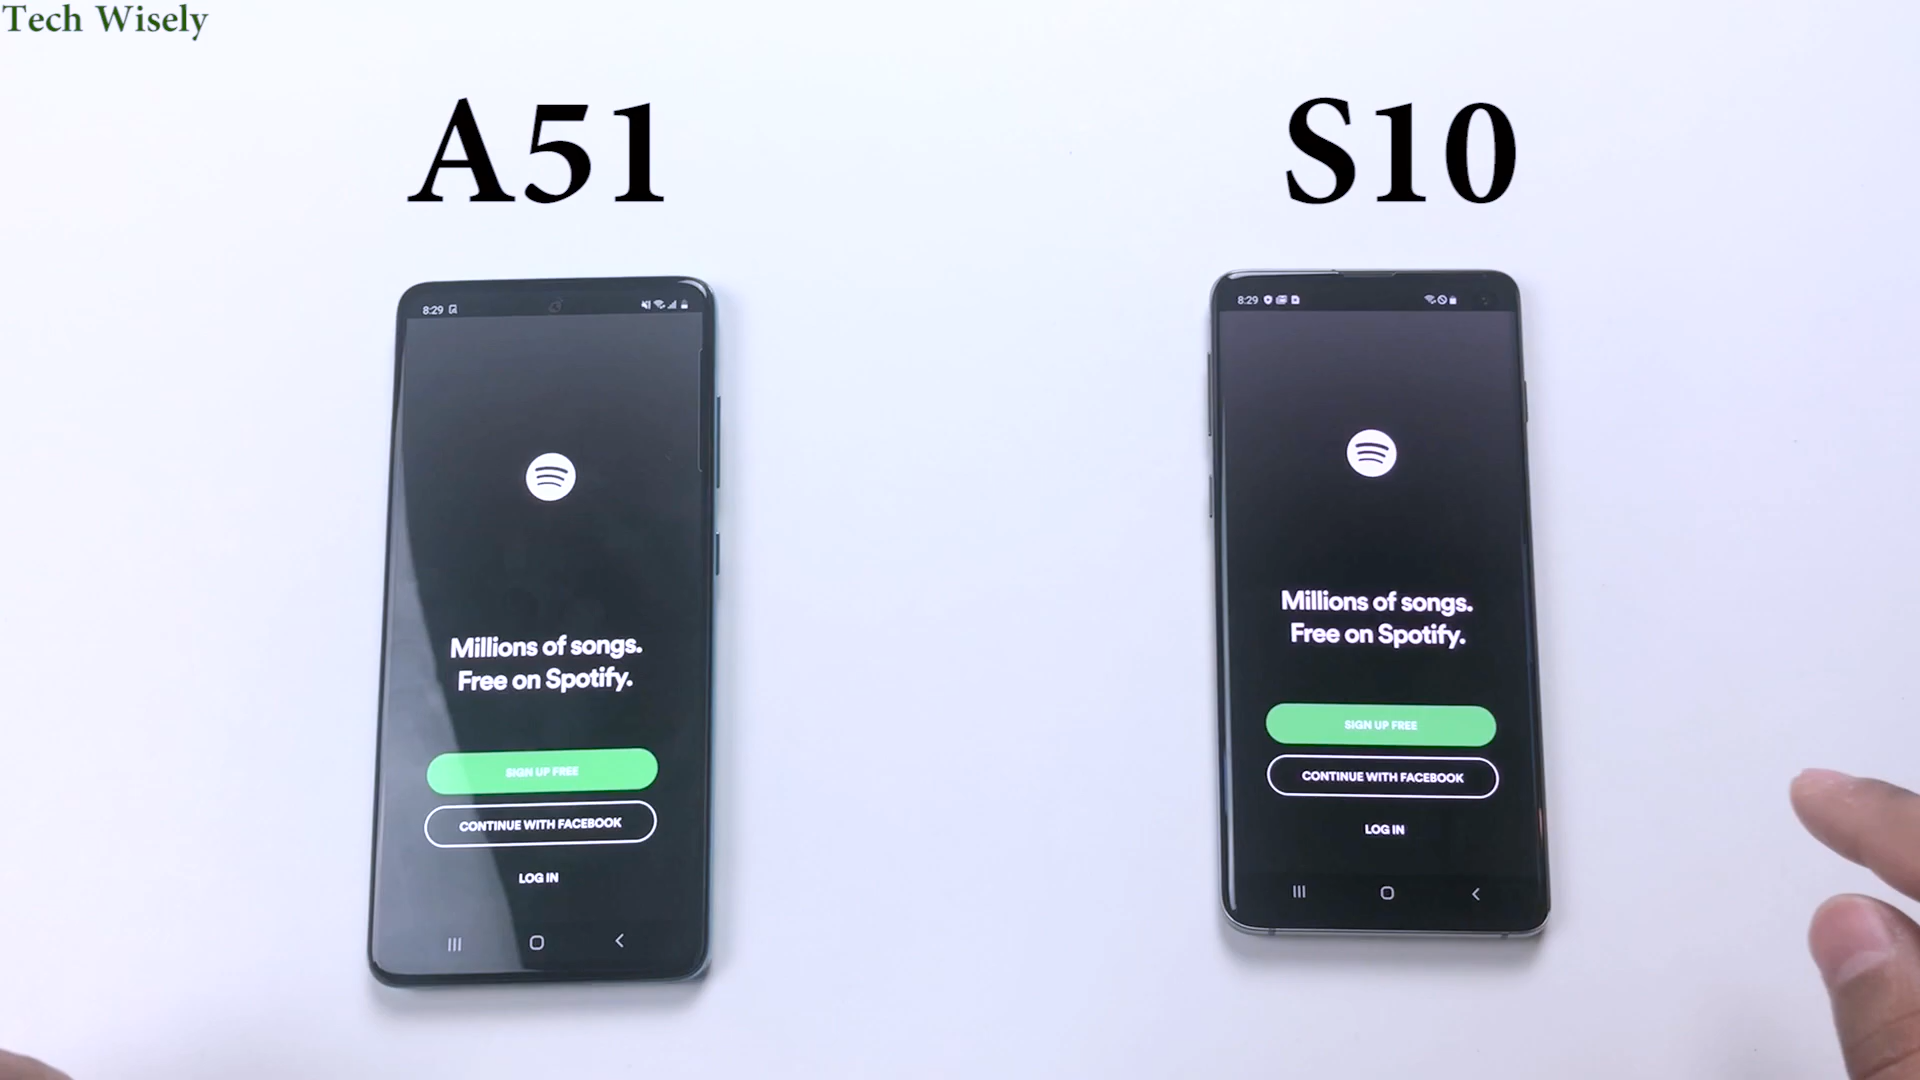 Tech Wisely
A51
S10
8:29
Millions of songs.
Free on Spotify.
SIGN UP FREE
CONTINUE WITH FACEBOOK
LOG IN
8:29
Millions of songs.
Free on Spotify.
SIGN UP FREE
CONTINUE WITH FACEBOOK
LOG IN